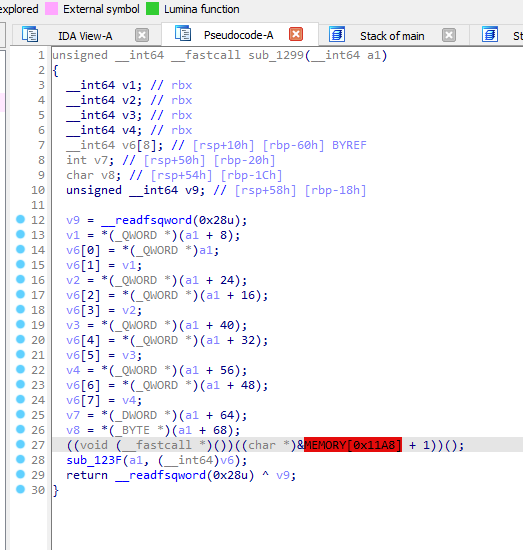 explored External symbol Lumina function
IDA View-A Pseudocode-A Stack of main St
1 unsigned __int64 __fastcall sub_1299(__int64 a1)
2 {
3 __int64 v1; // rbx
4 __int64 v2; // rbx
5 __int64 v3; // rbx
6 __int64 v4; // rbx
7 __int64 v6[8]; // [rsp+10h] [rbp-60h] BYREF
8 int v7; // [rsp+50h] [rbp-20h]
9 char v8; // [rsp+54h] [rbp-1Ch]
10 unsigned __int64 v9; // [rsp+58h] [rbp-18h]
11
12 v9 = __readfsqword(0x28u);
13 v1 = *(_QWORD *)(a1 + 8);
14 v6[0] = *(_QWORD *)a1;
15 v6[1] = v1;
16 v2 = *(_QWORD *)(a1 + 24);
17 v6[2] = *(_QWORD *)(a1 + 16);
18 v6[3] = v2;
19 v3 = *(_QWORD *)(a1 + 40);
20 v6[4] = *(_QWORD *)(a1 + 32);
21 v6[5] = v3;
22 v4 = *(_QWORD *)(a1 + 56);
23 v6[6] = *(_QWORD *)(a1 + 48);
24 v6[7] = v4;
25 v7 = *(_DWORD *)(a1 + 64);
26 v8 = *(_BYTE *)(a1 + 68);
27 ((void (__fastcall *)())((char *)&MEMORY[0x11A8] + 1))();
28 sub_123F(a1, (__int64)v6);
29 return __readfsqword(0x28u) ^ v9;
30 }